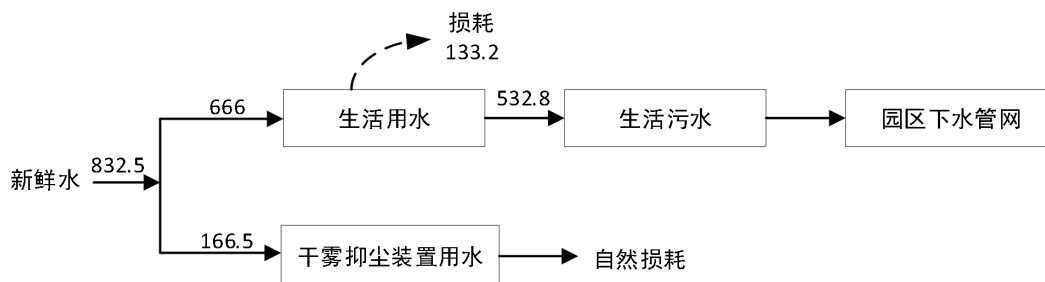 损耗
133.2
666
生活用水
532.8
生活污水
园区下水管网
新鲜水
832.5
166.5
干雾抑尘装置用水
自然损耗